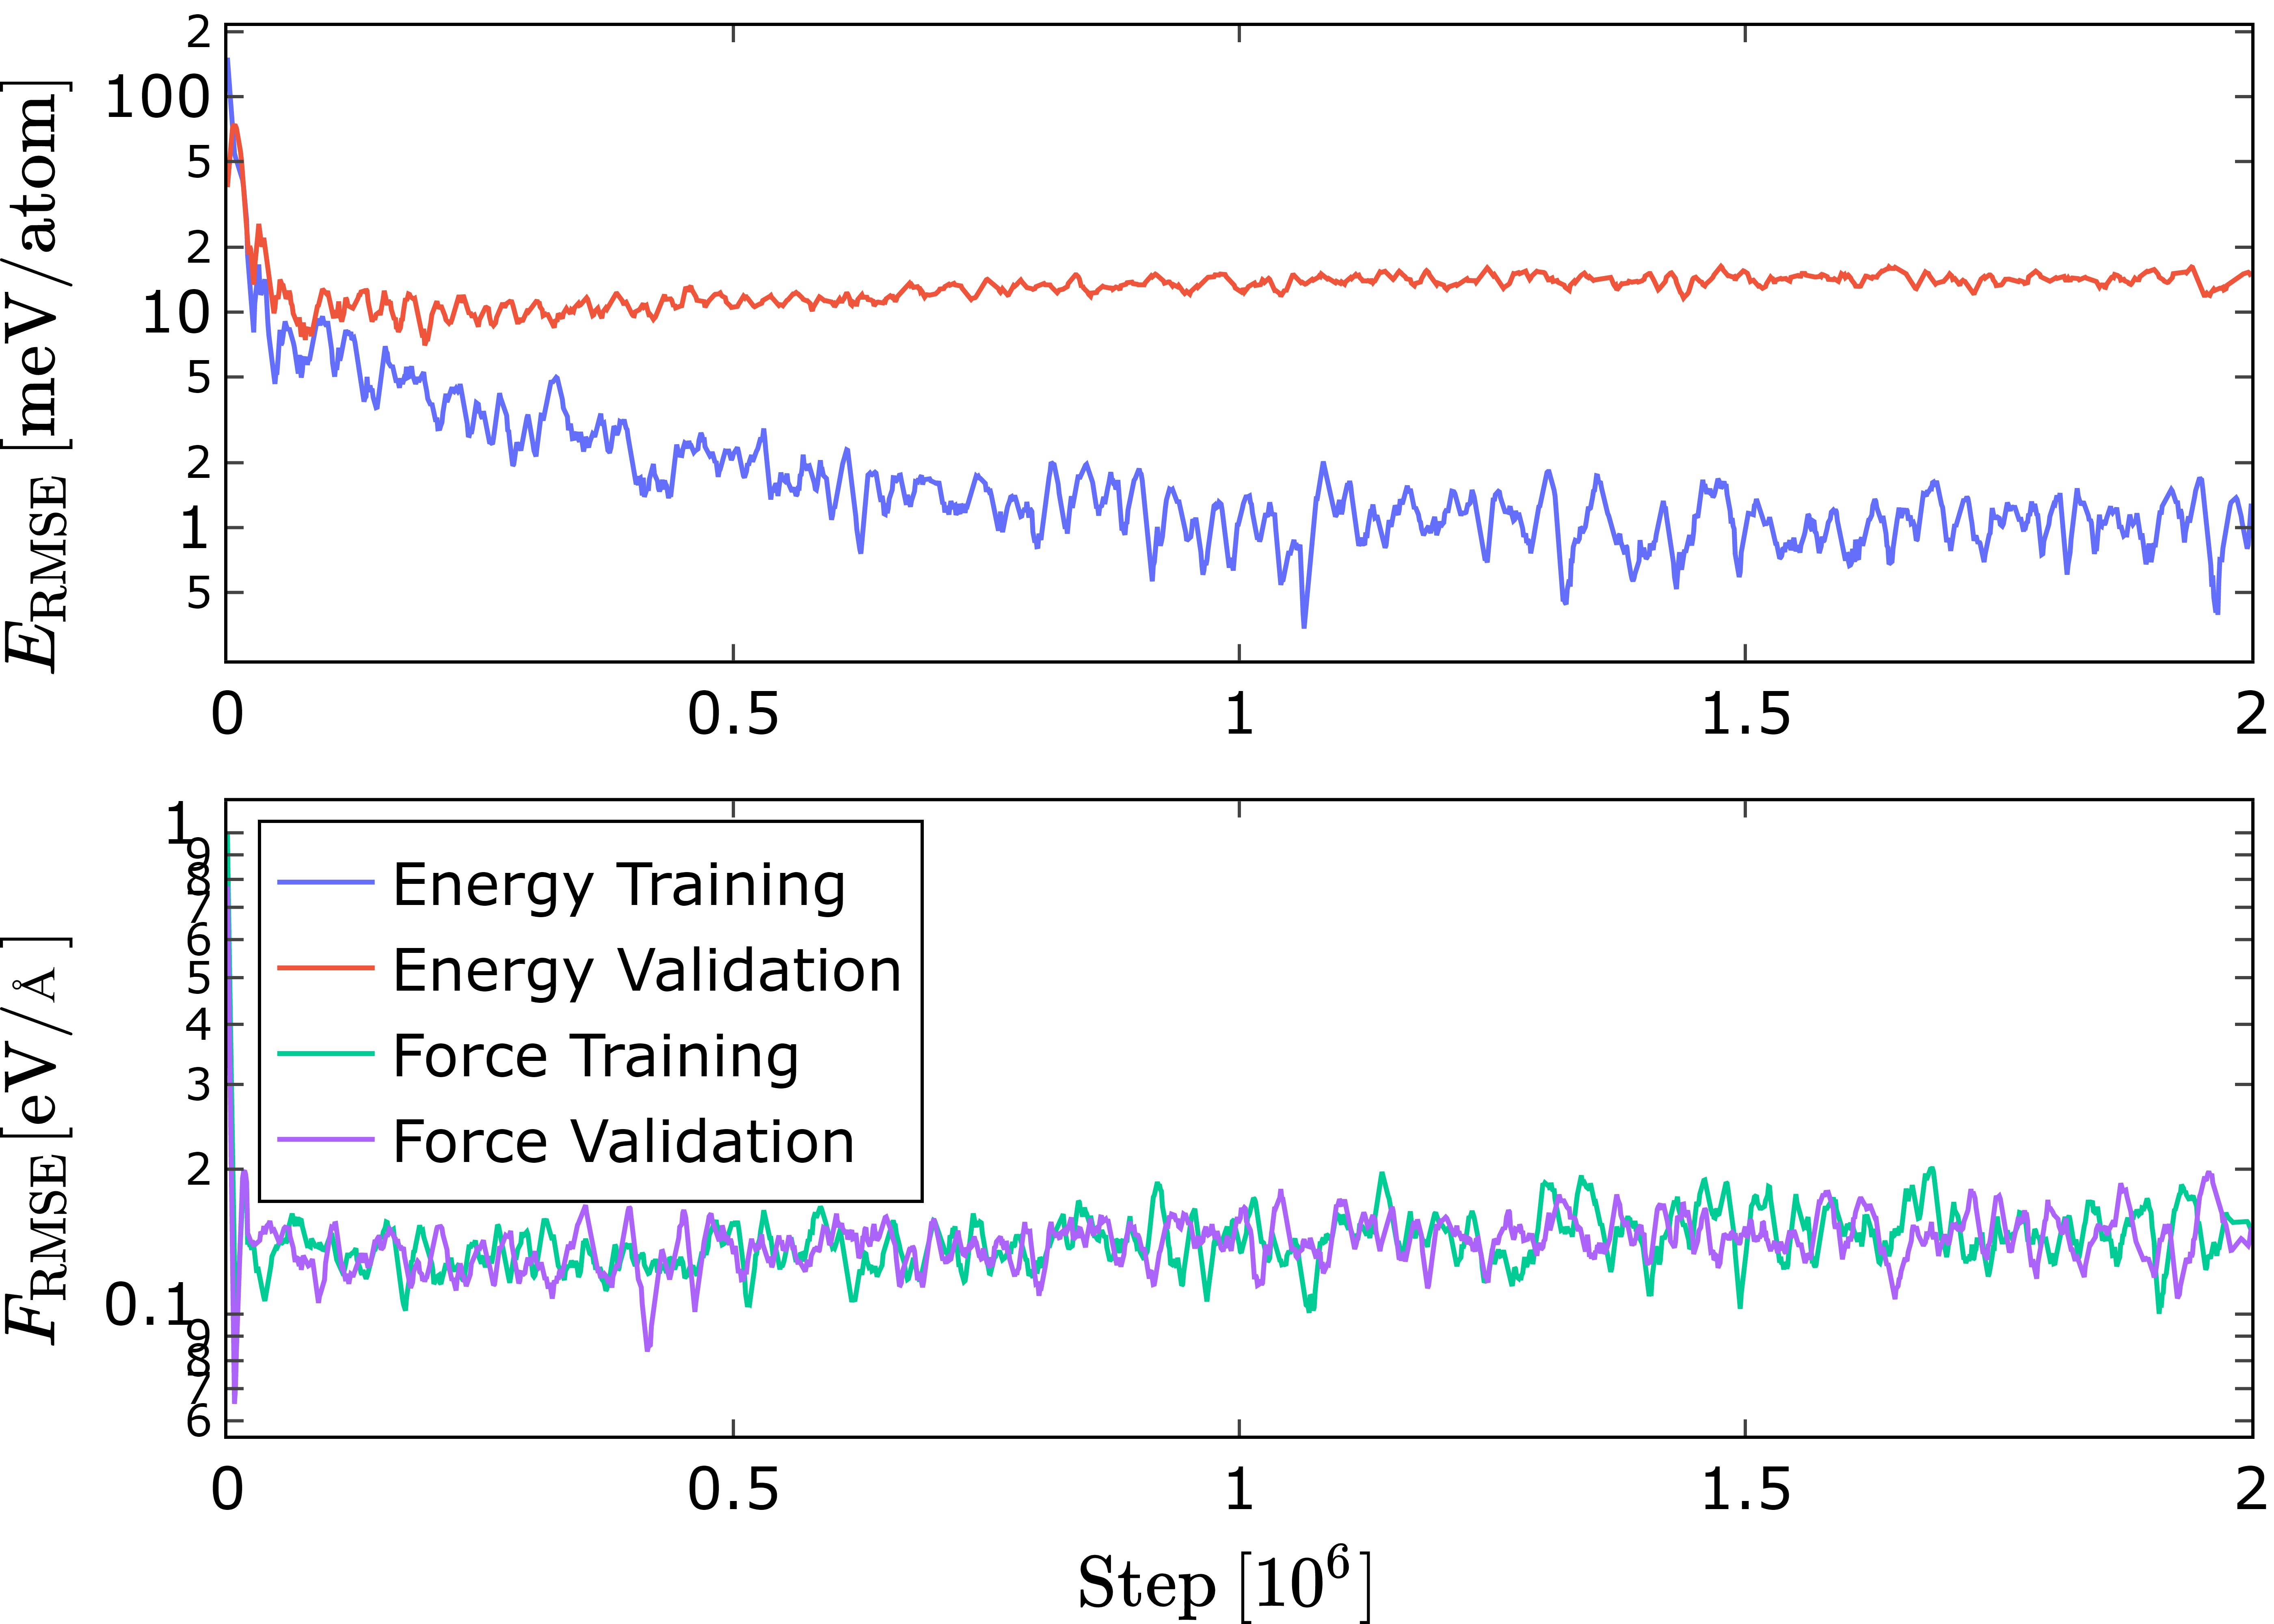 E_RMSE [meV/atom]
2
100
5
2
10
5
2
1
5
0 0.5 1 1.5 2
F_RMSE [eV/Å]
1
9
8
7
6
5
4
3
2
0.1
9
8
7
6
Energy Training
Energy Validation
Force Training
Force Validation
0 0.5 1 1.5 2
Step [10⁶]